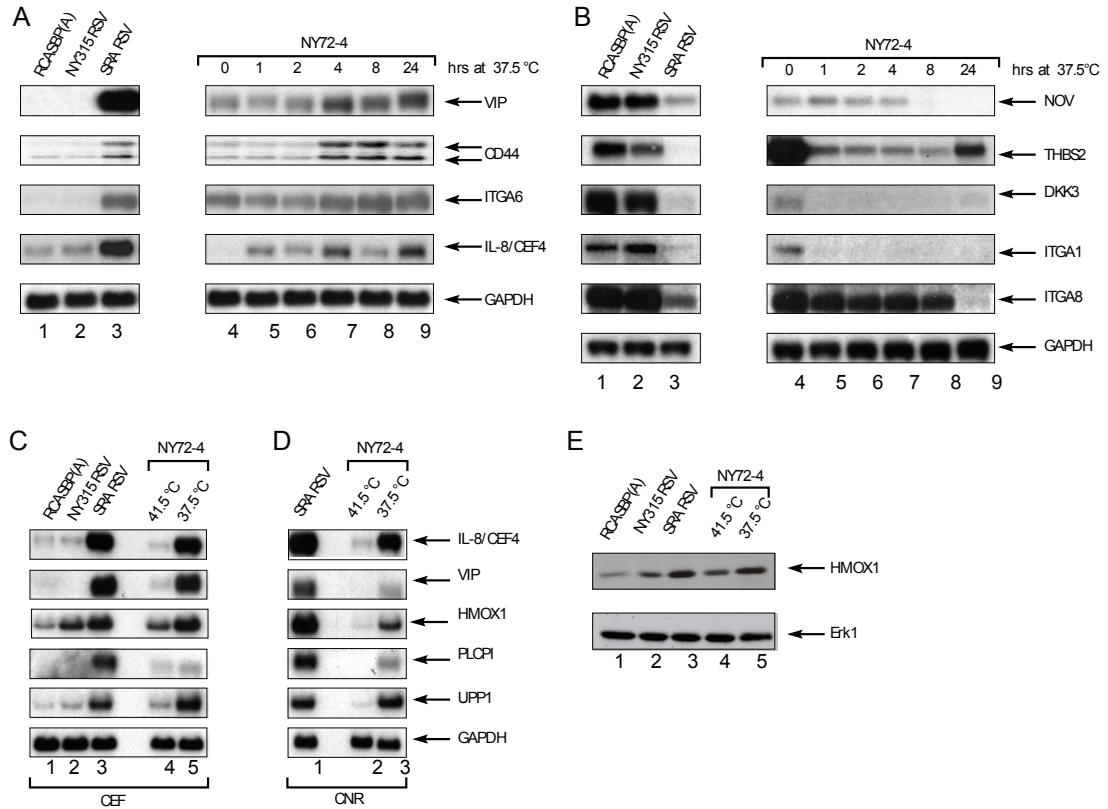 A
RCASBP(A)
NY315 RSV
SRA RSV
NY72-4
0 1 2 4 8 24 hrs at 37.5 °C
VIP
CD44
ITGA6
IL-8/CEF4
GAPDH
1 2 3 4 5 6 7 8 9
B
RCASBP(A)
NY315 RSV
SRA RSV
NY72-4
0 1 2 4 8 24 hrs at 37.5°C
NOV
THBS2
DKK3
ITGA1
ITGA8
GAPDH
1 2 3 4 5 6 7 8 9
C
RCASBP(A)
NY315 RSV
SRA RSV
NY72-4
41.5 °C
37.5 °C
1 2 3 4 5
CEF
D
SRA RSV
NY72-4
41.5 °C
37.5 °C
IL-8/CEF4
VIP
HMOX1
PLCPI
UPP1
GAPDH
1 2 3
CNR
E
RCASBP(A)
NY315 RSV
SRA RSV
NY72-4
41.5 °C
37.5 °C
HMOX1
Erk1
1 2 3 4 5